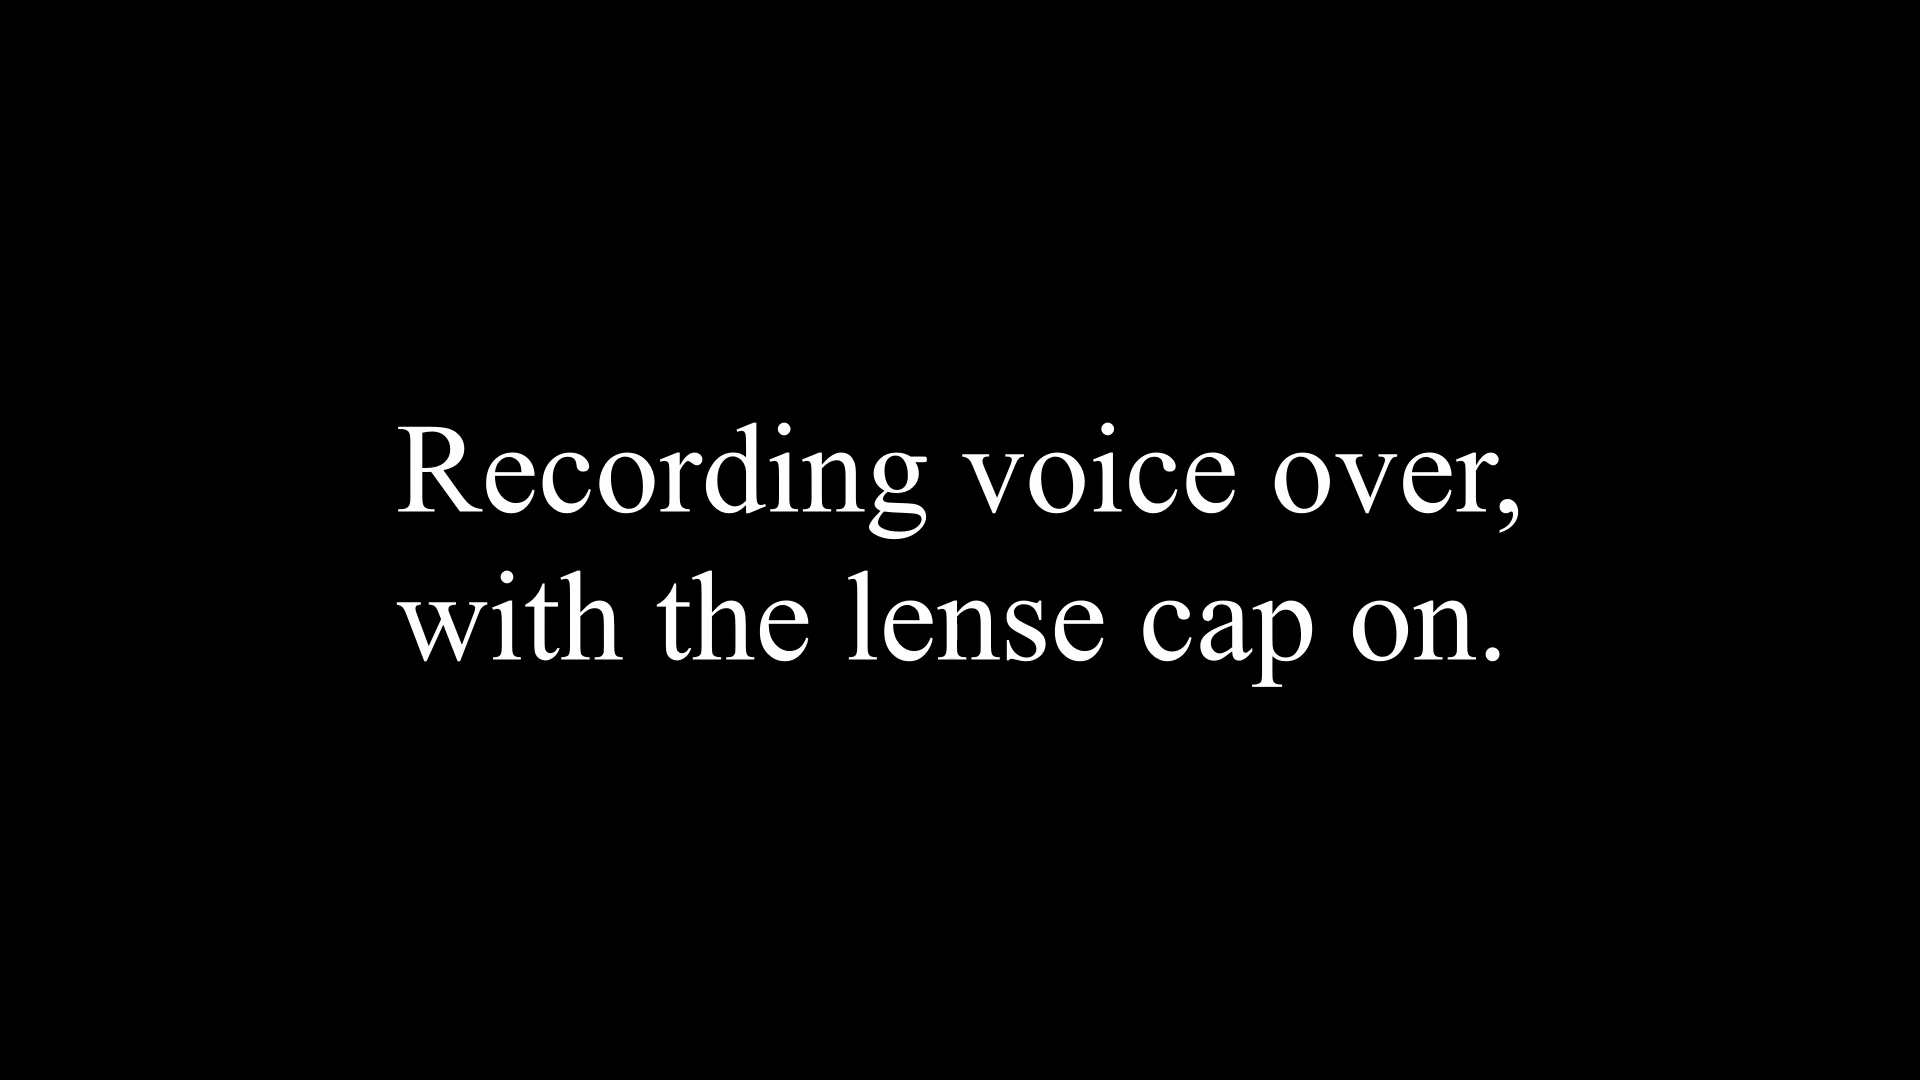 Recording voice over,
with the lense cap on.